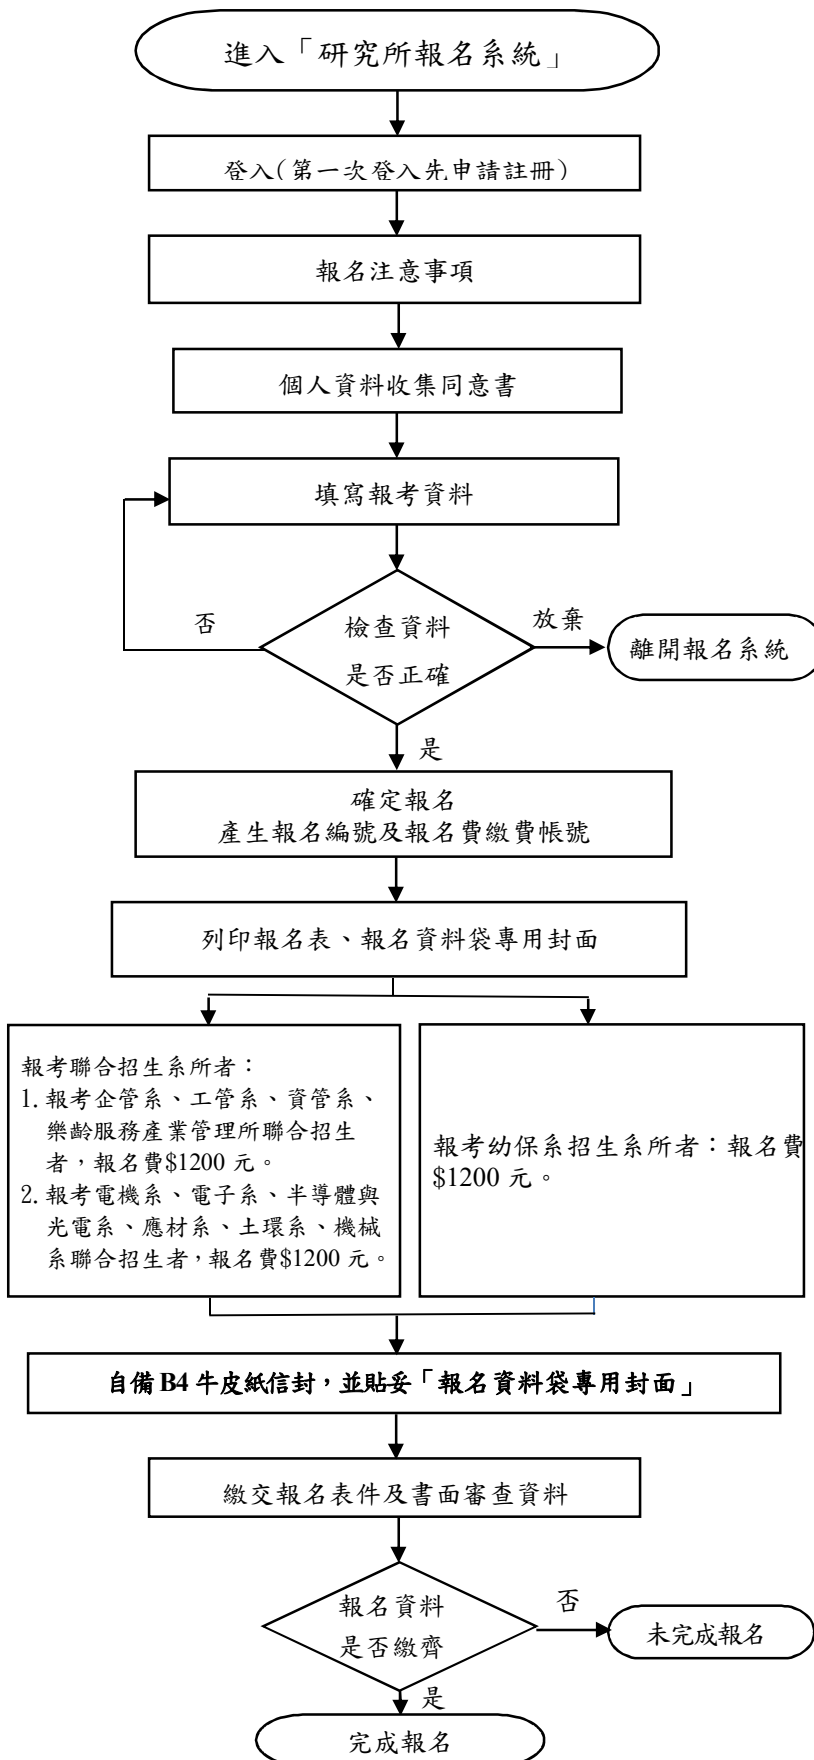 進入「研究所報名系統」
登入(第一次登入先申請註冊)
報名注意事項
個人資料收集同意書
填寫報考資料
否
檢查資料
是否正確
放棄
離開報名系統
是
確定報名
產生報名編號及報名費繳費帳號
列印報名表、報名資料袋專用封面
報考聯合招生系所者：
1. 報考企管系、工管系、資管系、
樂齡服務產業管理所聯合招生
者，報名費$1200 元。
2. 報考電機系、電子系、半導體與
光電系、應材系、土環系、機械
系聯合招生者，報名費$1200 元。
報考幼保系招生系所者：報名費
$1200 元。
自備 B4 牛皮紙信封，並貼妥「報名資料袋專用封面」
繳交報名表件及書面審查資料
報名資料
是否繳齊
否
未完成報名
是
完成報名